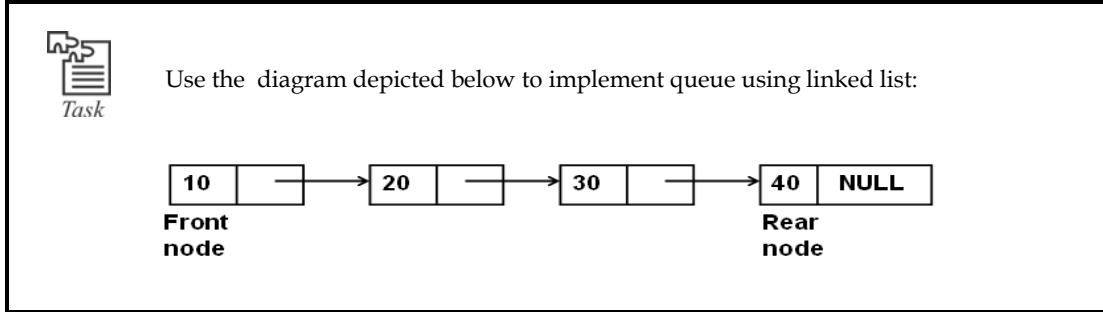 Task
Use the diagram depicted below to implement queue using linked list:
10 20 30 40 NULL
Front Rear
node node